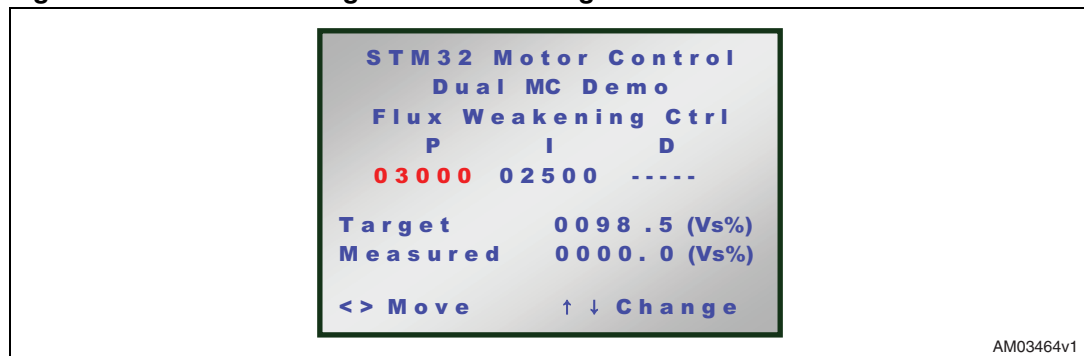 STM32 Motor Control
Dual MC Demo
Flux Weakening Ctrl
P I D
03000 02500 -----
Target 0098.5 (Vs%)
Measured 0000.0 (Vs%)
<> Move ↑↓ Change
AM03464v1